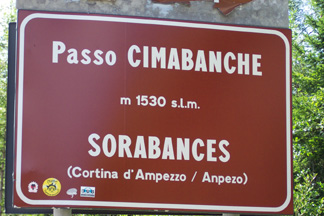 Passo CIMABANCHE
m 1530 s.l.m.
SORABANCES
(Cortina d'Ampezzo / Anpezo)